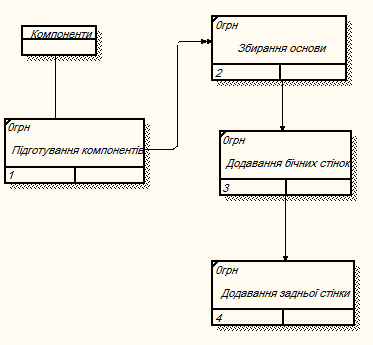 Компоненти
0грн
Підготування компонентів
1
0грн
Збирання основи
2
0грн
Додавання бічних стінок
3
0грн
Додавання задньої стінки
4